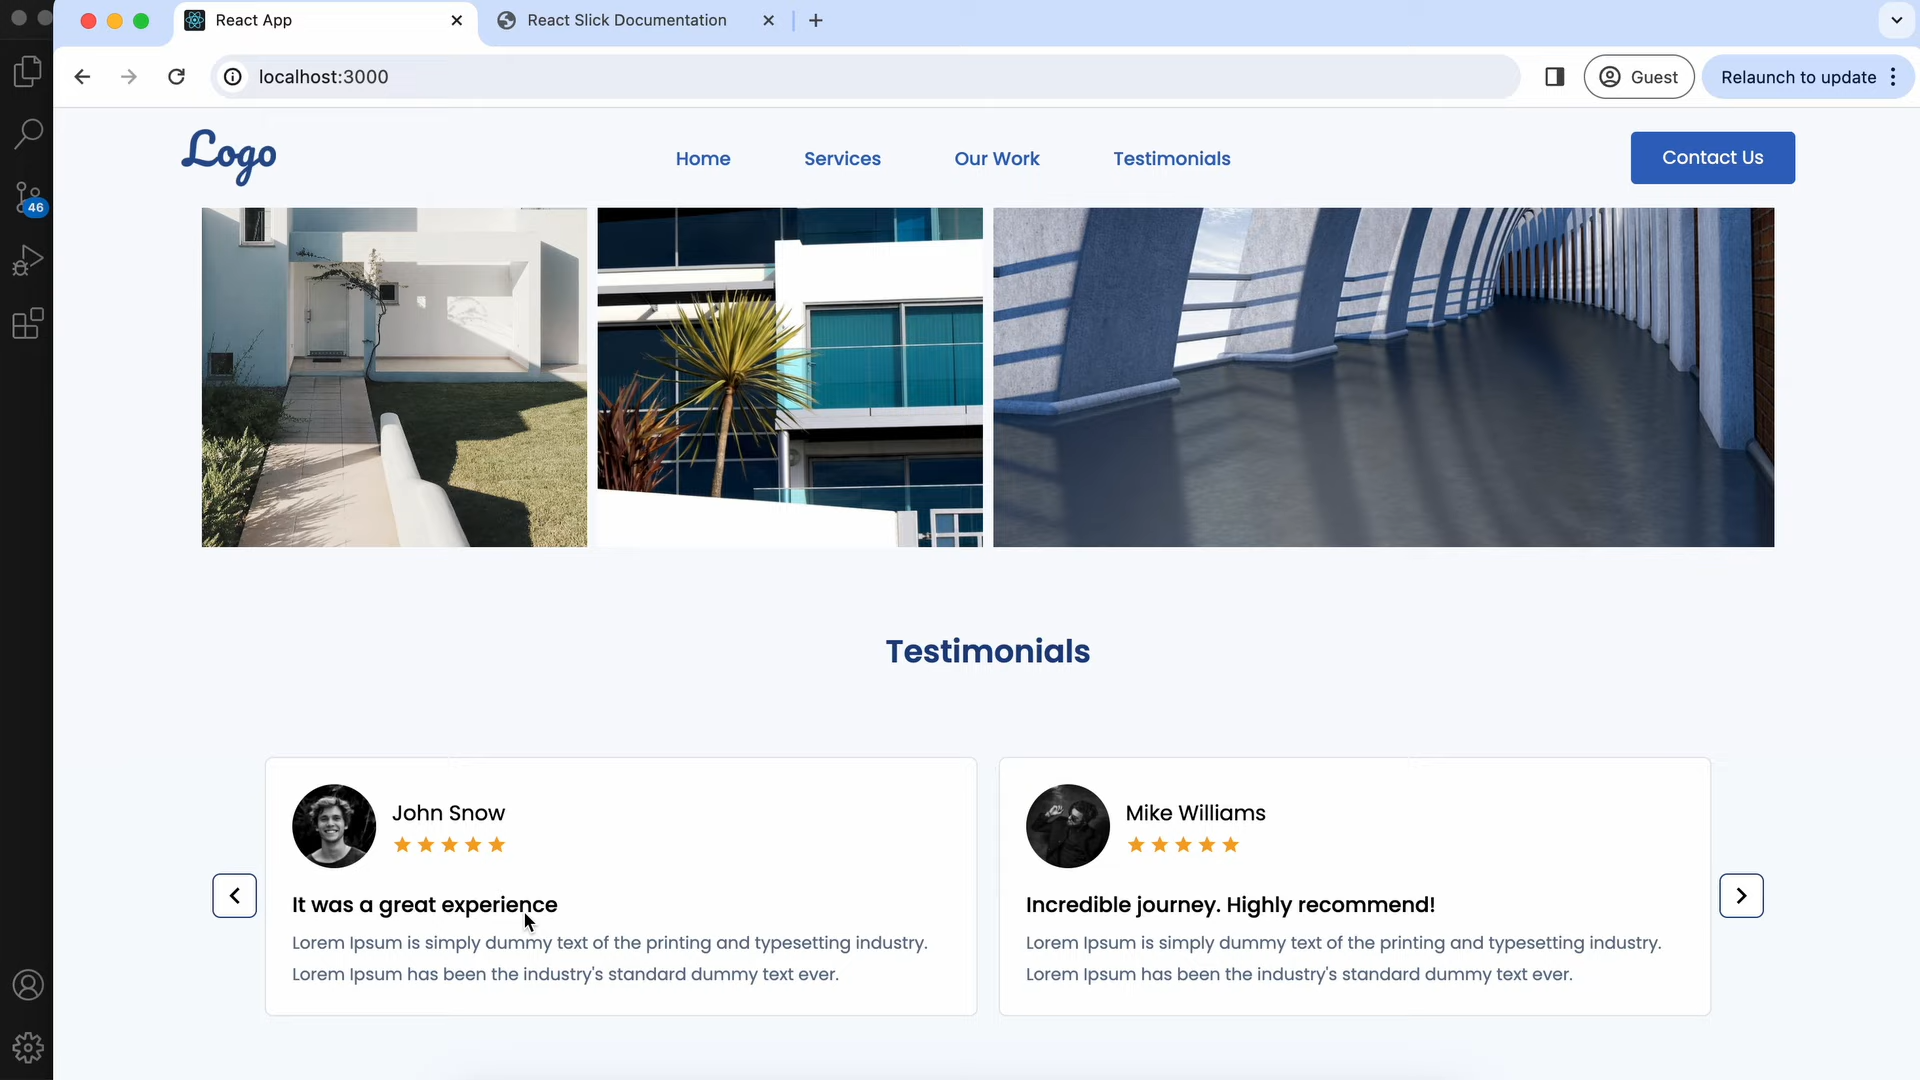 React App
React Slick Documentation
localhost:3000
Guest
Relaunch to update
Logo
Home
Services
Our Work
Testimonials
Contact Us
46
Testimonials
John Snow
It was a great experience
Lorem Ipsum is simply dummy text of the printing and typesetting industry.
Lorem Ipsum has been the industry's standard dummy text ever.
Mike Williams
Incredible journey. Highly recommend!
Lorem Ipsum is simply dummy text of the printing and typesetting industry.
Lorem Ipsum has been the industry's standard dummy text ever.